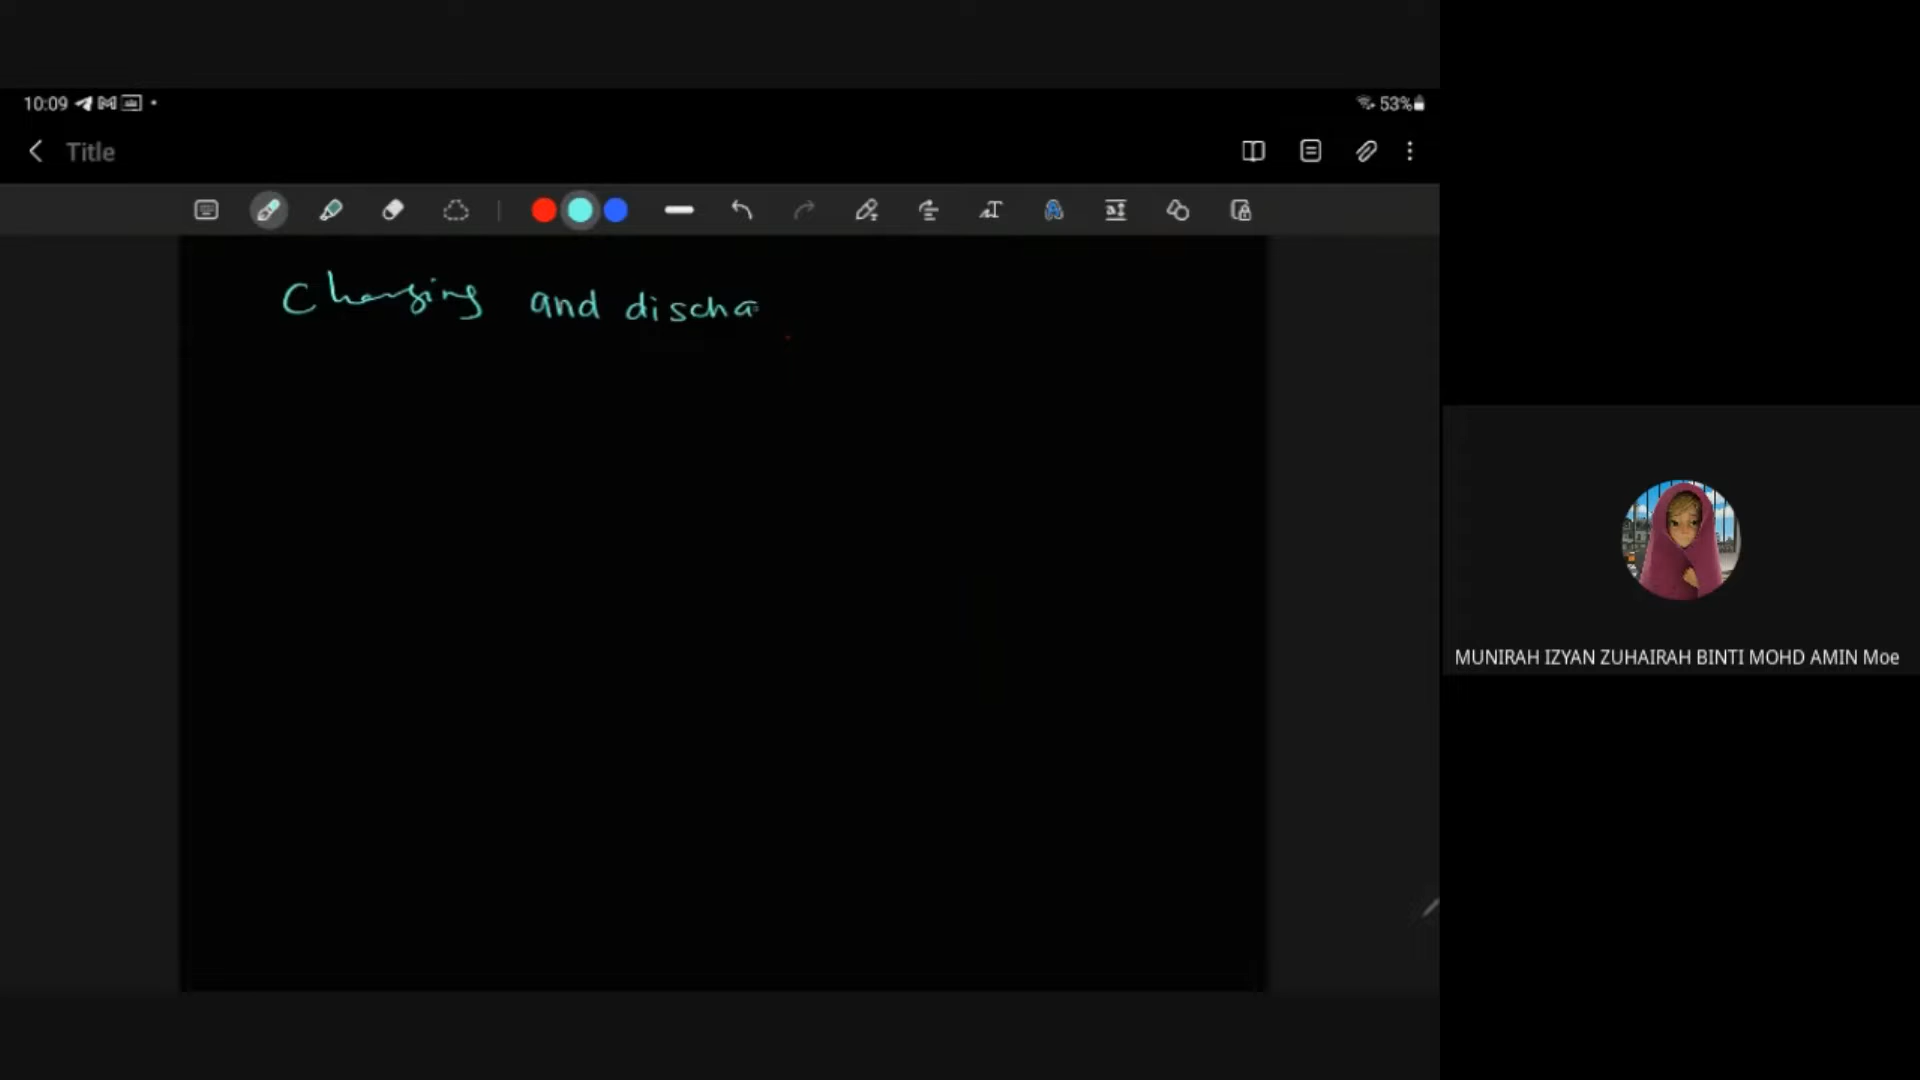 10:09
53%
Title
Charging and discha
MUNIRAH IZYAN ZUHAIRAH BINTI MOHD AMIN Moe